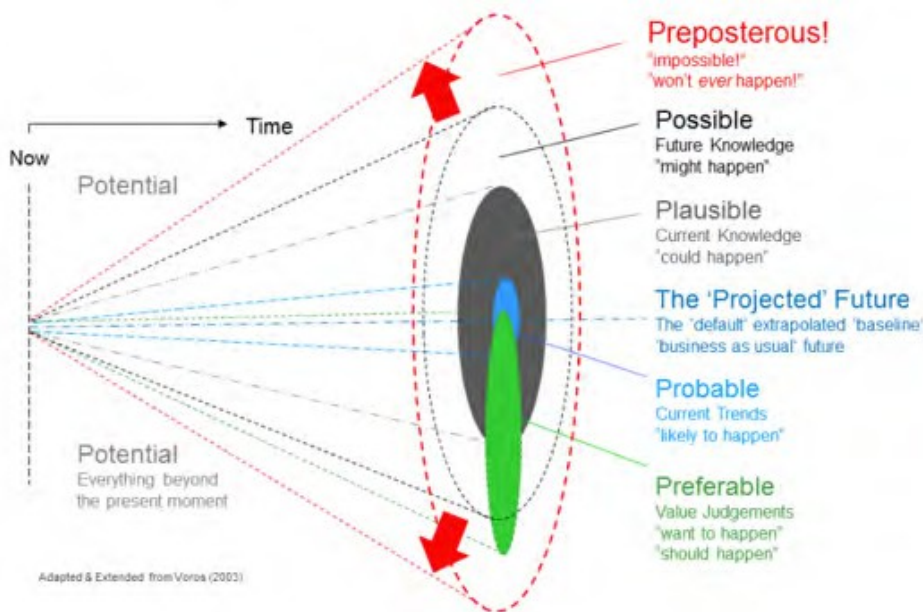 Preposterous!
"impossible!"
"won't ever happen!"
Time
Now
Potential
Possible
Future Knowledge
"might happen"
Plausible
Current Knowledge
"could happen"
The 'Projected' Future
The 'default' extrapolated 'baseline'
'business as usual' future
Probable
Current Trends
"likely to happen"
Potential
Everything beyond
the present moment
Preferable
Value Judgements
"want to happen"
"should happen"
Adapted & Extended from Voros (2003)